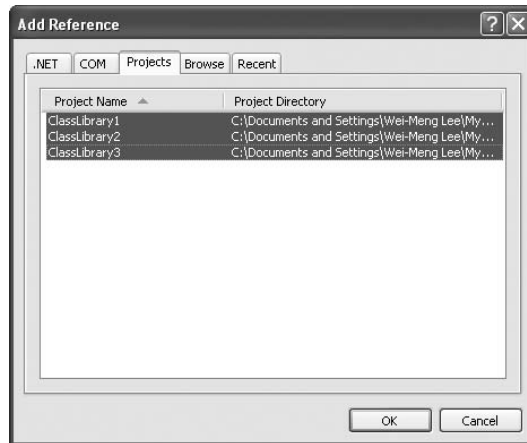 Add Reference
.NET COM Projects Browse Recent
Project Name Project Directory
ClassLibrary1 C:\Documents and Settings\Wei-Meng Lee\My...
ClassLibrary2 C:\Documents and Settings\Wei-Meng Lee\My...
ClassLibrary3 C:\Documents and Settings\Wei-Meng Lee\My...
OK Cancel